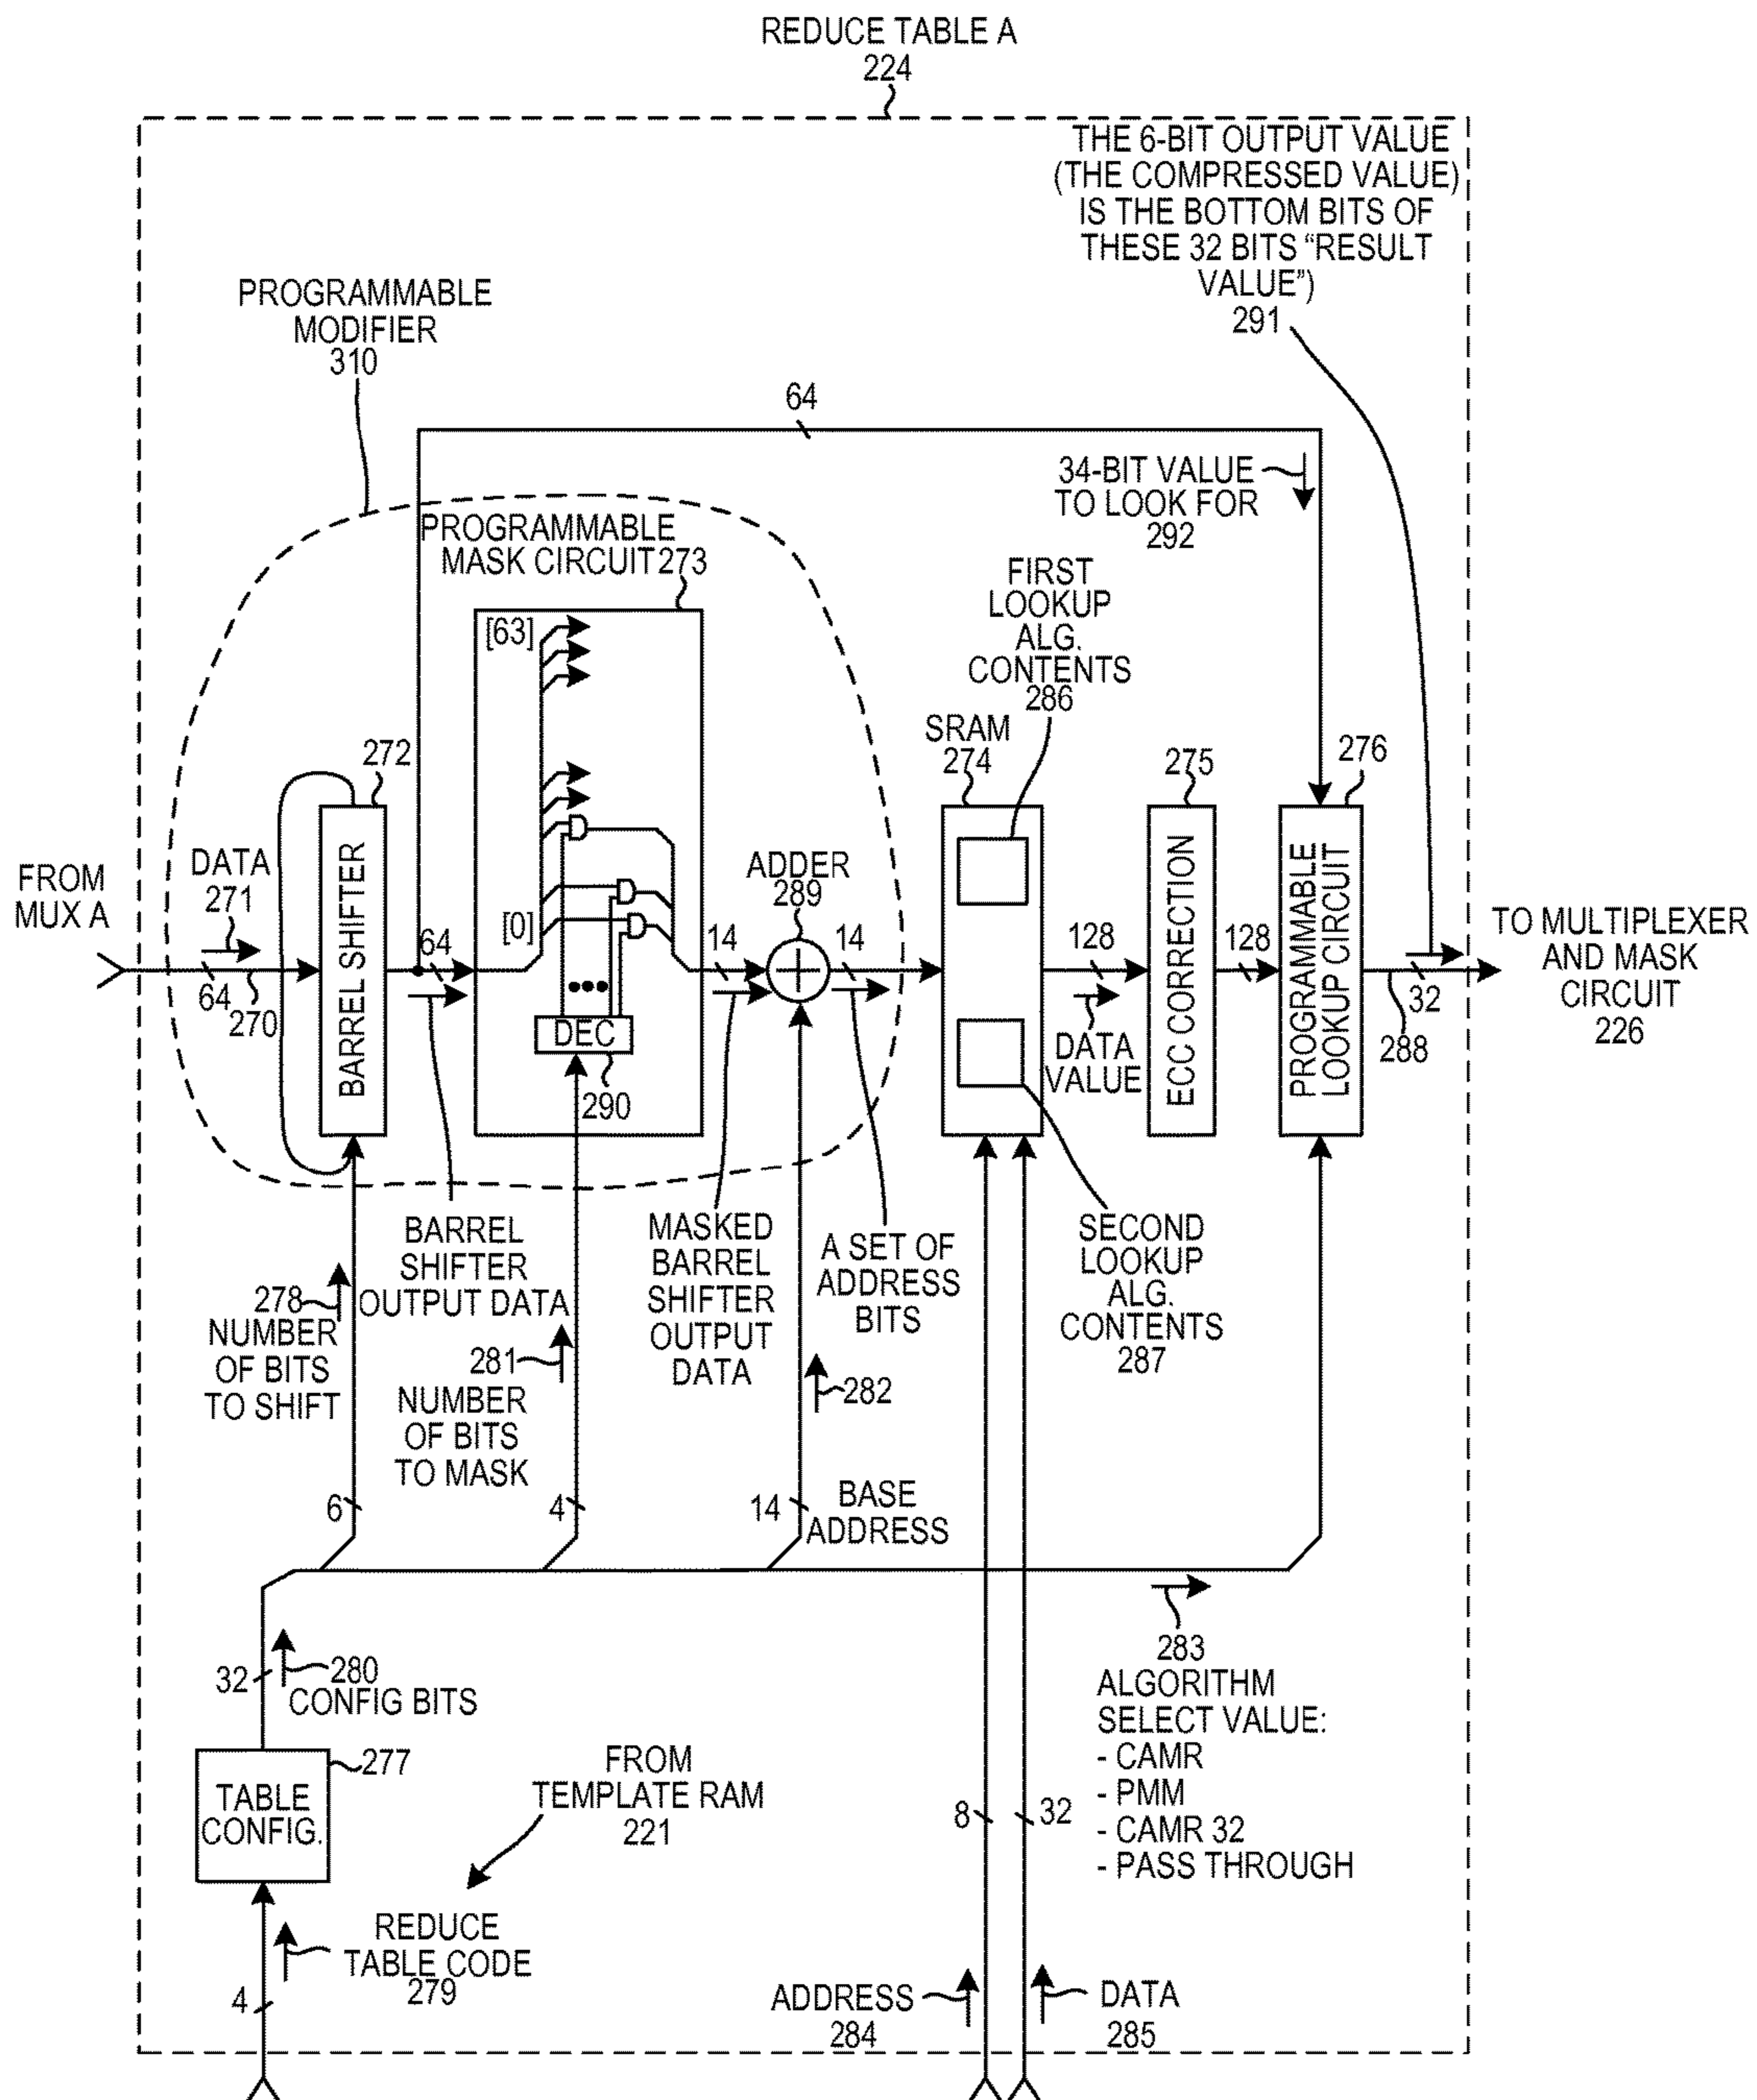 REDUCE TABLE A
224
THE 6-BIT OUTPUT VALUE
(THE COMPRESSED VALUE)
IS THE BOTTOM BITS OF
THESE 32 BITS “RESULT
VALUE”)
291
PROGRAMMABLE
MODIFIER
310
64
34-BIT VALUE
TO LOOK FOR
292
PROGRAMMABLE
MASK CIRCUIT 273
FIRST
LOOKUP
ALG.
CONTENTS
286
[63]
SRAM
274
272
275
276
FROM
MUX A
DATA
271
64
270
BARREL SHIFTER
64
[0]
DEC
290
14
ADDER
289
14
128
DATA
VALUE
ECC CORRECTION
128
PROGRAMMABLE
LOOKUP CIRCUIT
32
288
TO MULTIPLEXER
AND MASK
CIRCUIT
226
BARREL
SHIFTER
OUTPUT DATA
MASKED
BARREL
SHIFTER
OUTPUT
DATA
A SET OF
ADDRESS
BITS
SECOND
LOOKUP
ALG.
CONTENTS
287
278
NUMBER
OF BITS
TO SHIFT
281
NUMBER
OF BITS
TO MASK
282
6
4
14
BASE
ADDRESS
283
ALGORITHM
SELECT VALUE:
- CAMR
- PMM
- CAMR 32
- PASS THROUGH
32
280
CONFIG BITS
277
TABLE
CONFIG.
FROM
TEMPLATE RAM
221
8
32
REDUCE
TABLE CODE
279
4
ADDRESS
284
DATA
285